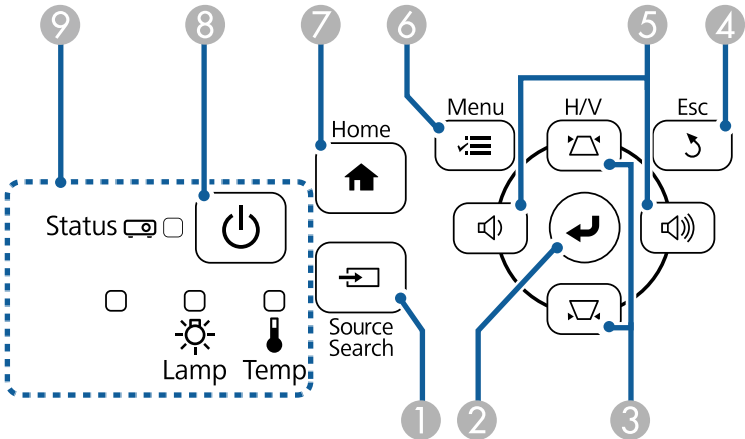 9 8 7 6 5 4
Menu H/V Esc
Home
Status
Source
Search
Lamp Temp
1 2 3